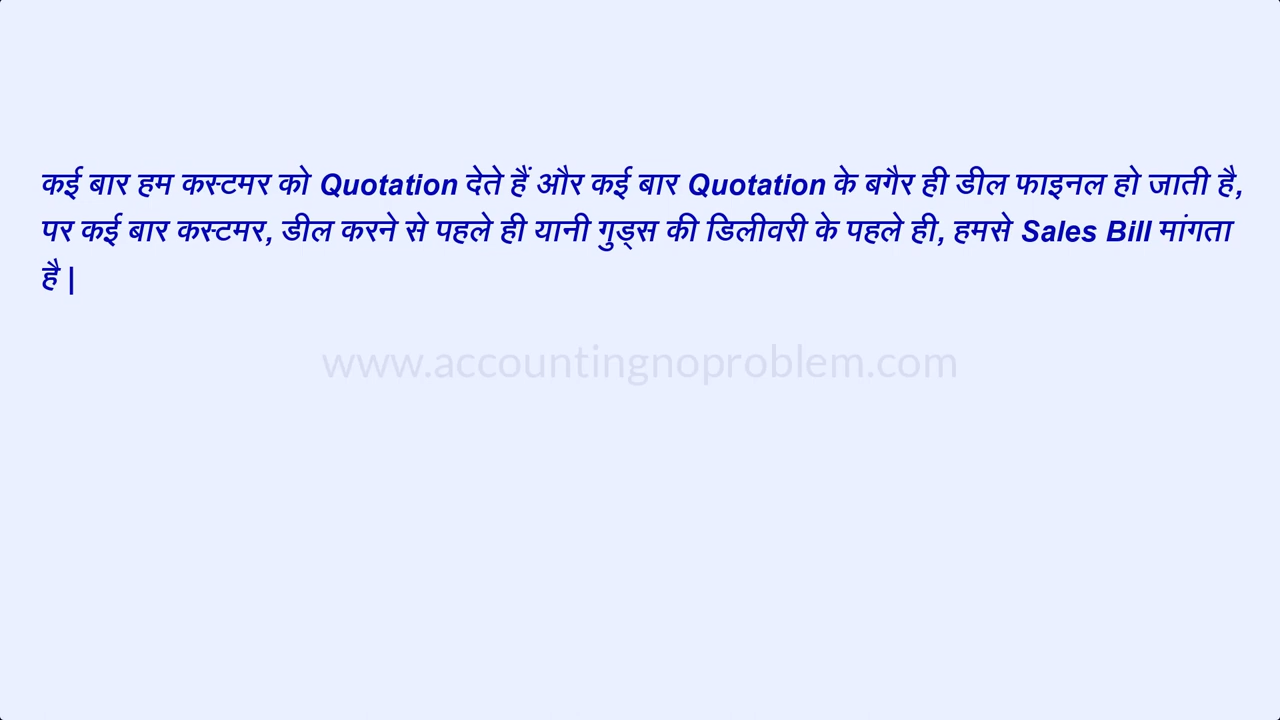 कई बार हम कस्टमर को Quotation देते हैं और कई बार Quotation के बगैर ही डील फाइनल हो जाती है,
पर कई बार कस्टमर, डील करने से पहले ही यानी गुड्स की डिलीवरी के पहले ही, हमसे Sales Bill मांगता
है |
www.accountingnoproblem.com